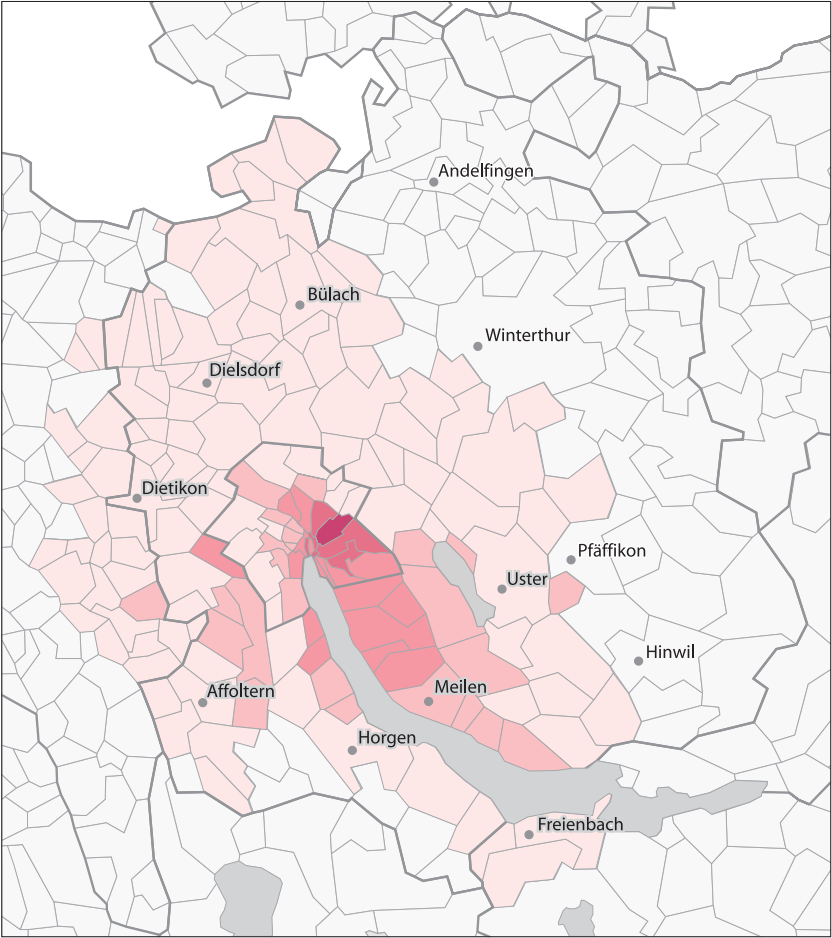 Andelfingen
Bülach
Winterthur
Dielsdorf
Dietikon
Pfäffikon
Uster
Hinwil
Affoltern
Meilen
Horgen
Freienbach